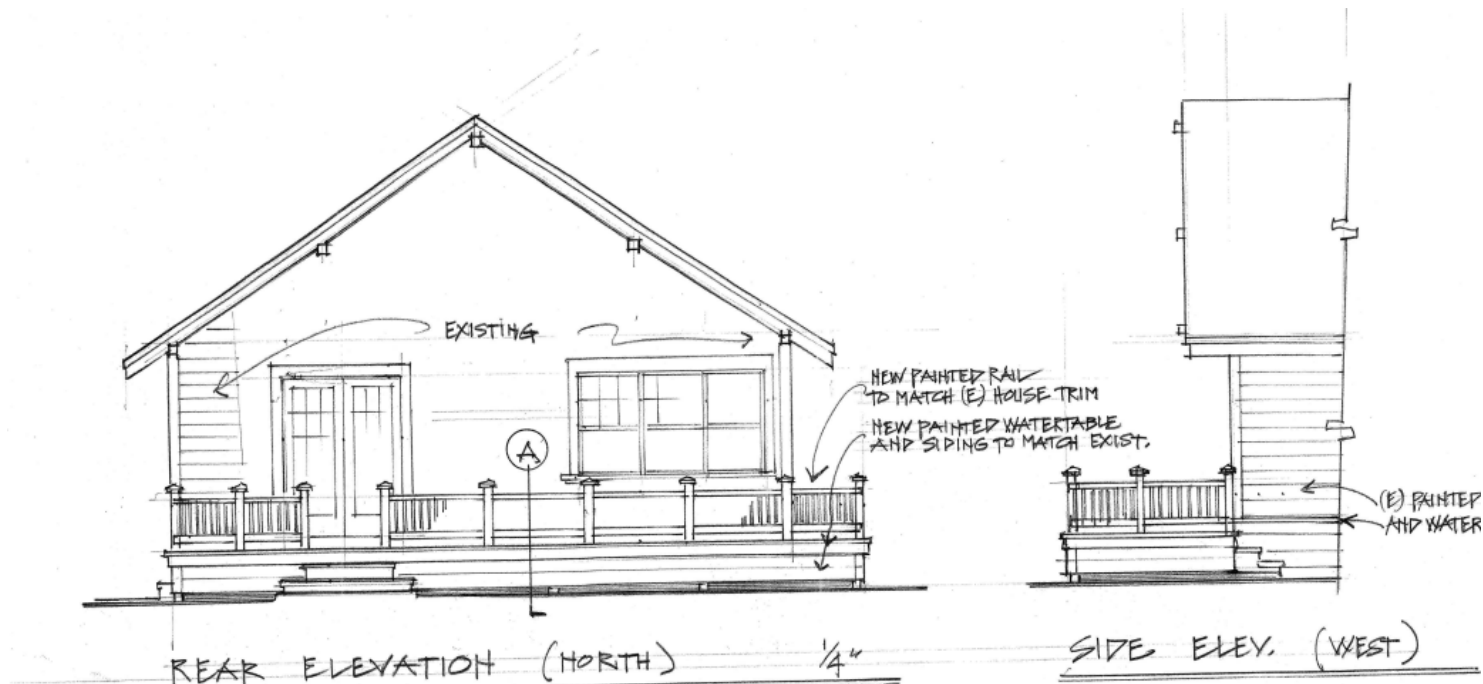 EXISTING
NEW PAINTED RAIL
TO MATCH (E) HOUSE TRIM
NEW PAINTED WATERTABLE
AND SIDING TO MATCH EXIST.
A
(E) PAINTED
AND WATER
REAR ELEVATION (NORTH) 1/4"
SIDE ELEV. (WEST)